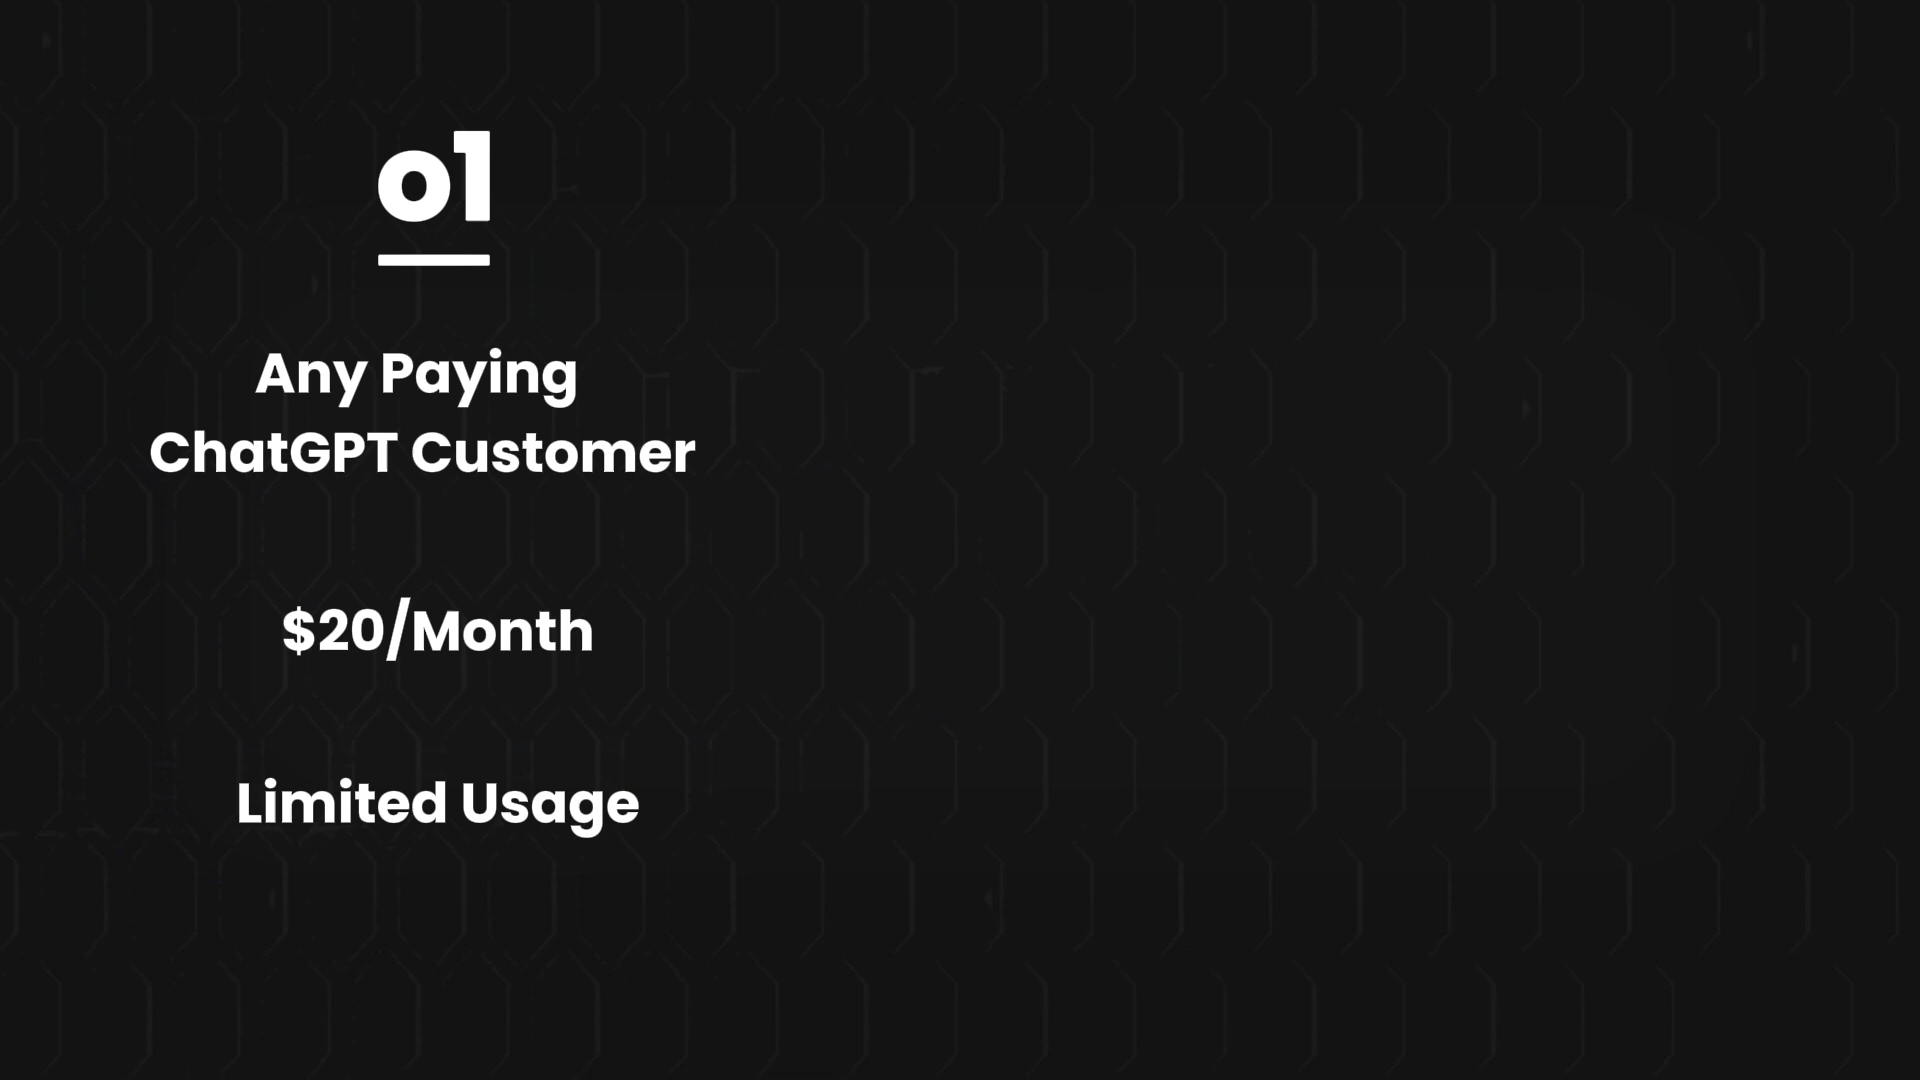 o1
Any Paying
ChatGPT Customer
$20/Month
Limited Usage